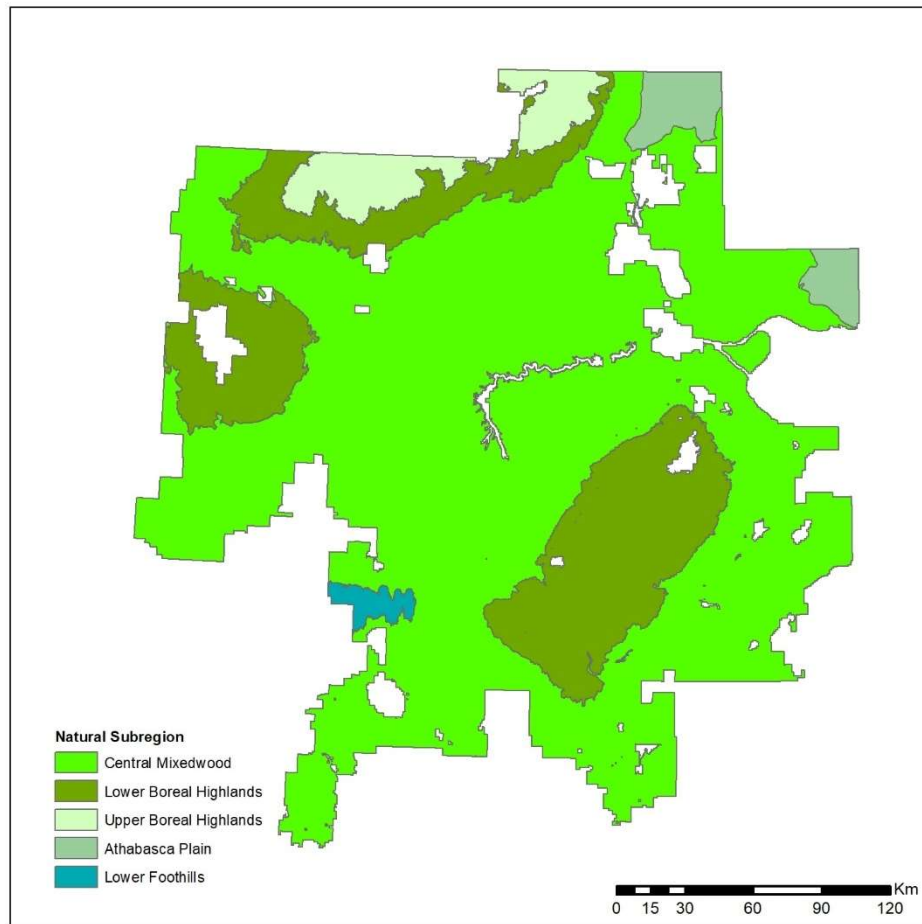 Natural Subregion
Central Mixedwood
Lower Boreal Highlands
Upper Boreal Highlands
Athabasca Plain
Lower Foothills
Km
0 15 30 60 90 120